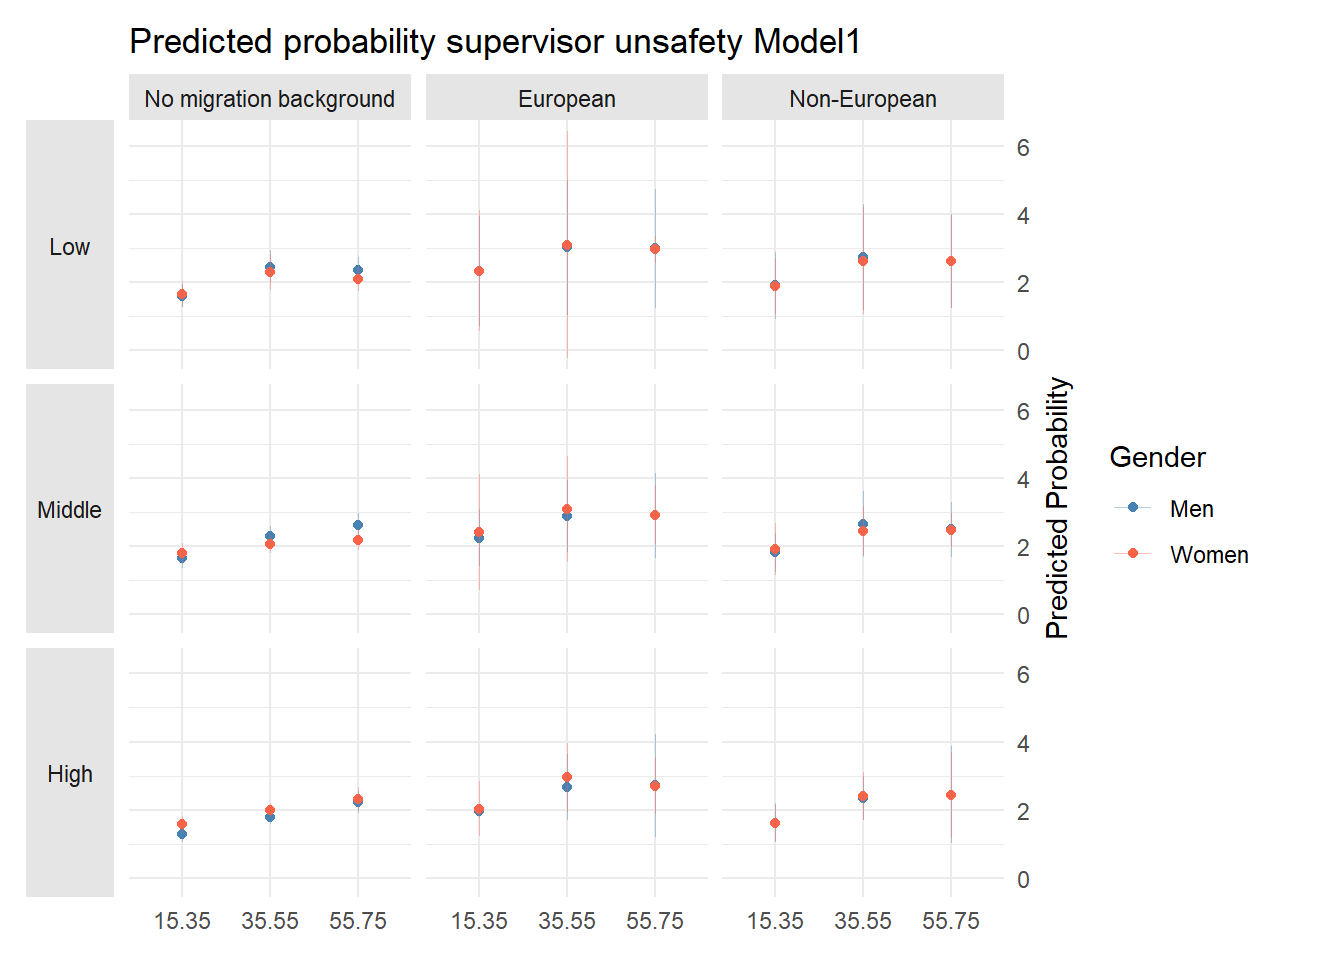 Predicted probability supervisor unsafety Model1
No migration background
European
Non-European
Low
6
4
2
0
Middle
6
4
2
0
High
6
4
2
0
Predicted Probability
Gender
Men
Women
15.35 35.55 55.75
15.35 35.55 55.75
15.35 35.55 55.75